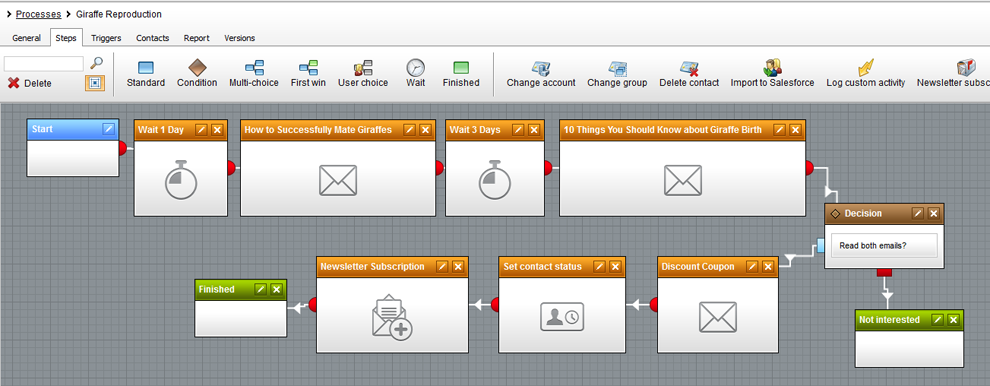 Processes > Giraffe Reproduction
General Steps Triggers Contacts Report Versions
Delete
Standard Condition Multi-choice First win User choice Wait Finished Change account Change group Delete contact Import to Salesforce Log custom activity Newsletter subsc
Start
Wait 1 Day
How to Successfully Mate Giraffes
Wait 3 Days
10 Things You Should Know about Giraffe Birth
Decision
Read both emails?
Newsletter Subscription
Set contact status
Discount Coupon
Finished
Not interested